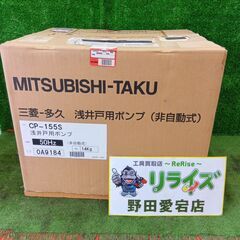 MITSUBISHI-TAKU
三菱-多久 浅井戸用ポンプ（非自動式）
CP-155S
浅井戸用ポンプ
50Hz
14Kg
0A9184
工具買取店 ～ReRise～
リライズ
野田愛宕店